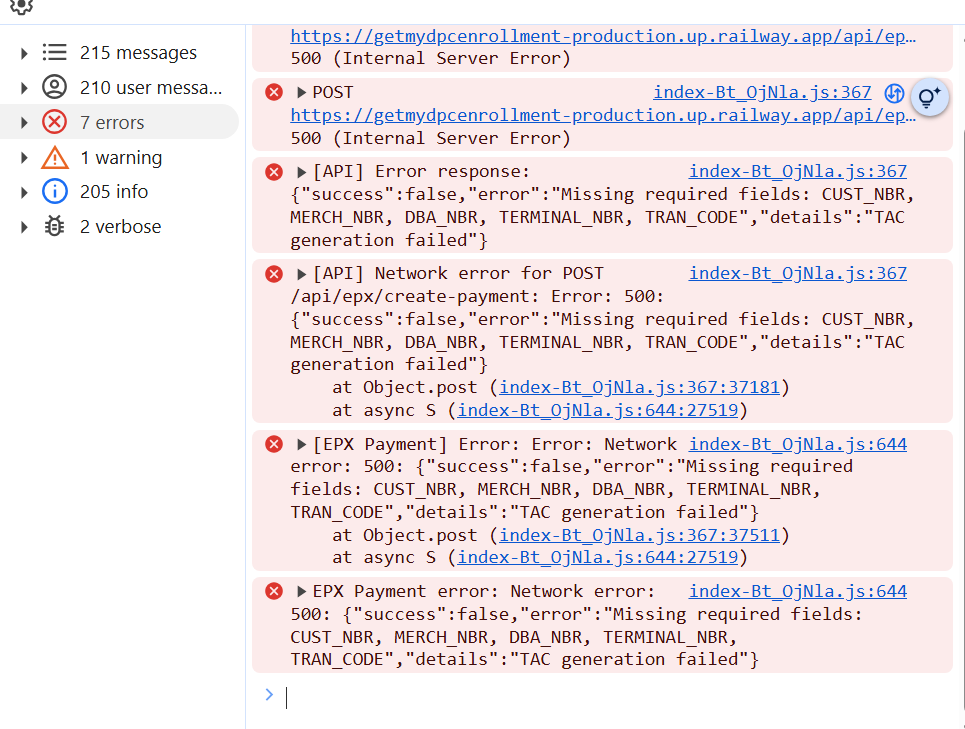 215 messages
210 user messa...
7 errors
1 warning
205 info
2 verbose
https://getmydpcenrollment-production.up.railway.app/api/ep…
500 (Internal Server Error)
POST index-Bt_OjNla.js:367
https://getmydpcenrollment-production.up.railway.app/api/ep…
500 (Internal Server Error)
[API] Error response: index-Bt_OjNla.js:367
{"success":false,"error":"Missing required fields: CUST_NBR,
MERCH_NBR, DBA_NBR, TERMINAL_NBR, TRAN_CODE","details":"TAC
generation failed"}
[API] Network error for POST index-Bt_OjNla.js:367
/api/epx/create-payment: Error: 500:
{"success":false,"error":"Missing required fields: CUST_NBR,
MERCH_NBR, DBA_NBR, TERMINAL_NBR, TRAN_CODE","details":"TAC
generation failed"}
at Object.post (index-Bt_OjNla.js:367:37181)
at async S (index-Bt_OjNla.js:644:27519)
[EPX Payment] Error: Error: Network index-Bt_OjNla.js:644
error: 500: {"success":false,"error":"Missing required
fields: CUST_NBR, MERCH_NBR, DBA_NBR, TERMINAL_NBR,
TRAN_CODE","details":"TAC generation failed"}
at Object.post (index-Bt_OjNla.js:367:37511)
at async S (index-Bt_OjNla.js:644:27519)
EPX Payment error: Network error: index-Bt_OjNla.js:644
500: {"success":false,"error":"Missing required fields:
CUST_NBR, MERCH_NBR, DBA_NBR, TERMINAL_NBR,
TRAN_CODE","details":"TAC generation failed"}